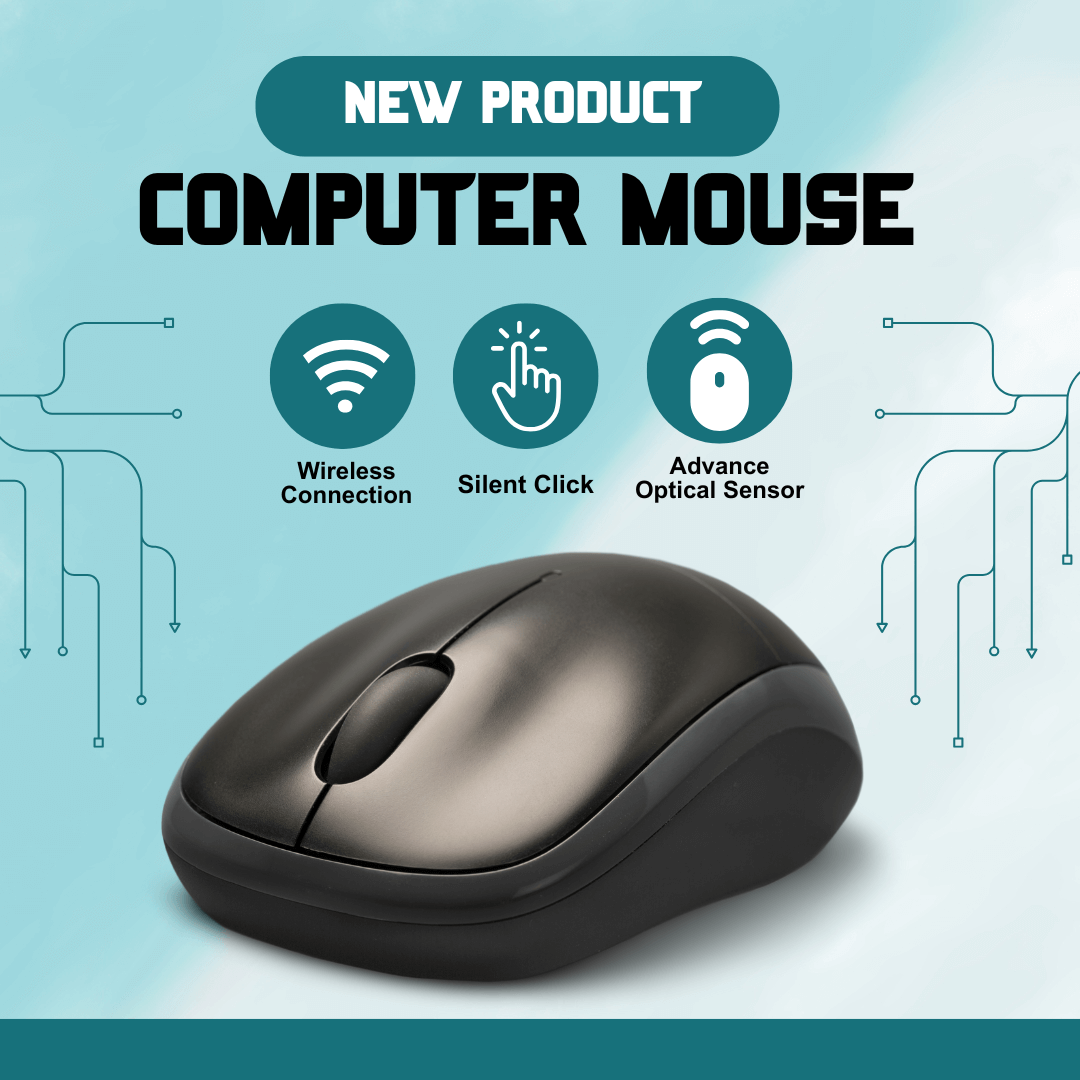 NEW PRODUCT
COMPUTER MOUSE
Wireless
Connection
Silent Click
Advance
Optical Sensor